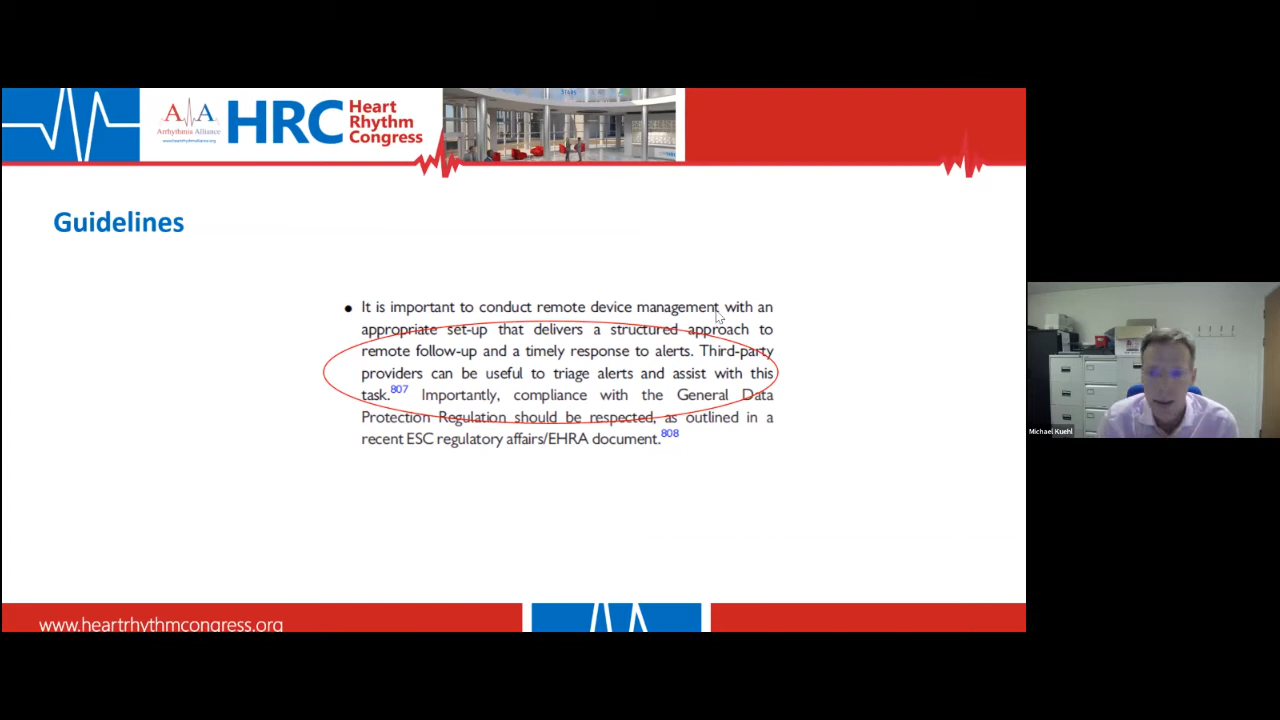 A A
Arrhythmia Alliance
www.heartrhythmalliance.org
HRC
Heart
Rhythm
Congress
Guidelines
• It is important to conduct remote device management with an
appropriate set-up that delivers a structured approach to
remote follow-up and a timely response to alerts. Third-party
providers can be useful to triage alerts and assist with this
task.807 Importantly, compliance with the General Data
Protection Regulation should be respected, as outlined in a
recent ESC regulatory affairs/EHRA document.808
Michael Kuehl
www.heartrhythmcongress.org